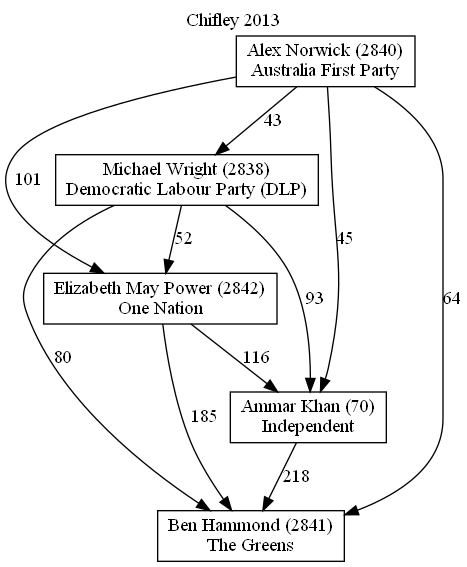 Chifley 2013
Alex Norwick (2840)
Australia First Party
43
Michael Wright (2838)
Democratic Labour Party (DLP)
101
52
45
64
Elizabeth May Power (2842)
One Nation
93
80
116
185
Ammar Khan (70)
Independent
218
Ben Hammond (2841)
The Greens